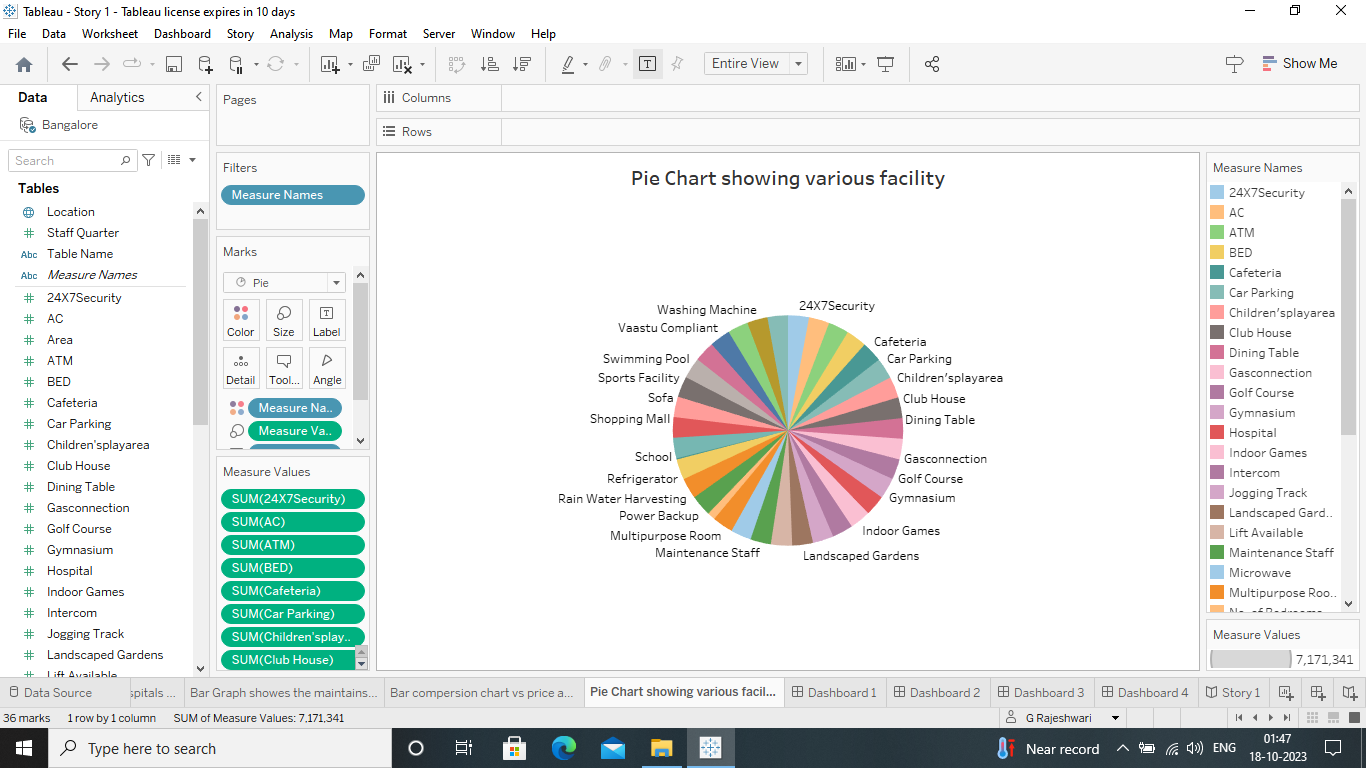 Tableau - Story 1 - Tableau license expires in 10 days
File Data Worksheet Dashboard Story Analysis Map Format Server Window Help
Entire View
Show Me
Data Analytics
Bangalore
Search
Tables
Location
Staff Quarter
Abc Table Name
Abc Measure Names
24X7Security
AC
Area
ATM
BED
Cafeteria
Car Parking
Children'splayarea
Club House
Dining Table
Gasconnection
Golf Course
Gymnasium
Hospital
Indoor Games
Intercom
Jogging Track
Landscaped Gardens
Lift Available
Pages
Filters
Measure Names
Marks
Pie
Color Size Label
Detail Tool... Angle
Measure Na..
Measure Va..
Measure Values
SUM(24X7Security)
SUM(AC)
SUM(ATM)
SUM(BED)
SUM(Cafeteria)
SUM(Car Parking)
SUM(Children'splay..
SUM(Club House)
Columns
Rows
Pie Chart showing various facility
24X7Security
Cafeteria
Car Parking
Children'splayarea
Club House
Dining Table
Gasconnection
Golf Course
Gymnasium
Indoor Games
Landscaped Gardens
Maintenance Staff
Multipurpose Room
Power Backup
Rain Water Harvesting
Refrigerator
School
Shopping Mall
Sofa
Sports Facility
Swimming Pool
Vaastu Compliant
Washing Machine
Measure Names
24X7Security
AC
ATM
BED
Cafeteria
Car Parking
Children'splayarea
Club House
Dining Table
Gasconnection
Golf Course
Gymnasium
Hospital
Indoor Games
Intercom
Jogging Track
Landscaped Gard..
Lift Available
Maintenance Staff
Microwave
Multipurpose Roo..
No. of Bedrooms
Measure Values
7,171,341
Data Source spitals ... Bar Graph showes the maintains... Bar compersion chart vs price a... Pie Chart showing various facil... Dashboard 1 Dashboard 2 Dashboard 3 Dashboard 4 Story 1
36 marks 1 row by 1 column SUM of Measure Values: 7,171,341 G Rajeshwari
Type here to search Near record ENG 01:47
18-10-2023